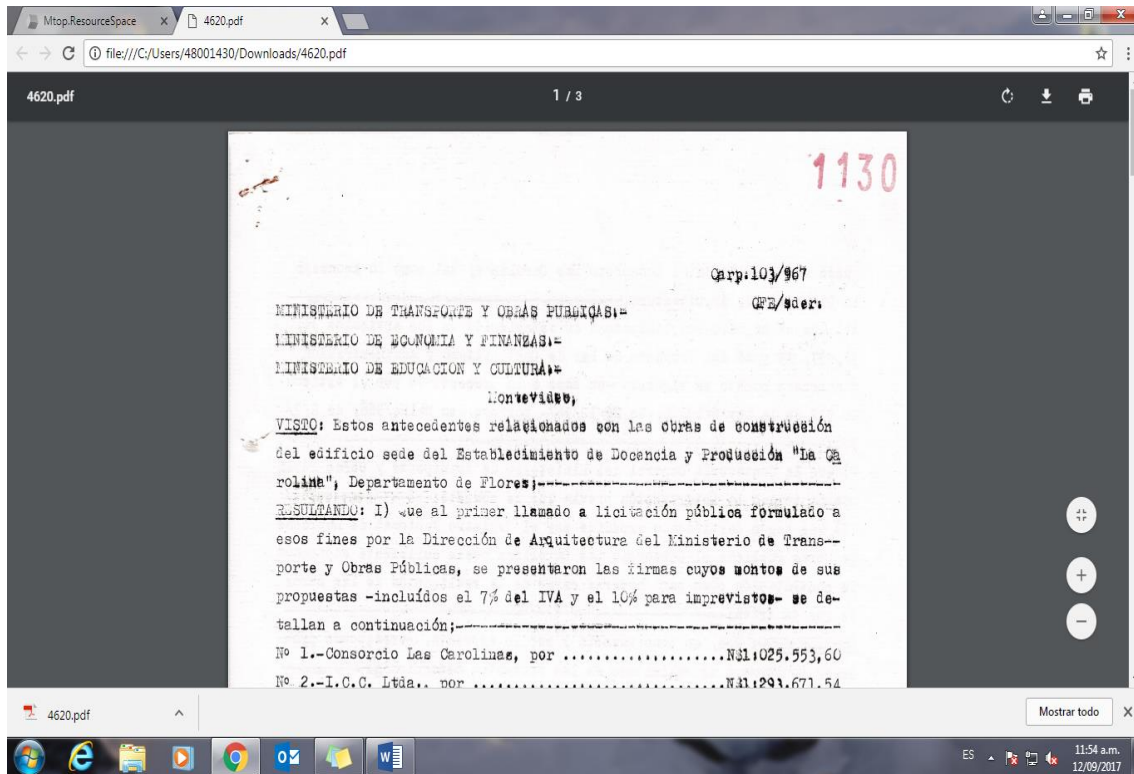 Mtop.ResourceSpace
4620.pdf
file:///C:/Users/48001430/Downloads/4620.pdf
4620.pdf
1 / 3
1130
Carp:103/967
CFE/sder:
MINISTERIO DE TRANSPORTE Y OBRAS PUBLICAS.-
MINISTERIO DE ECONOMIA Y FINANZAS.-
MINISTERIO DE EDUCACION Y CULTURA.-
Montevideo,
VISTO: Estos antecedentes relacionados con las obras de construcción
del edificio sede del Establecimiento de Docencia y Producción "La Ca
rolina", Departamento de Flores;-----------------------------------
RESULTANDO: I) Que al primer llamado a licitación pública formulado a
esos fines por la Dirección de Arquitectura del Ministerio de Trans--
porte y Obras Públicas, se presentaron las firmas cuyos montos de sus
propuestas -incluídos el 7% del IVA y el 10% para imprevistos- se de-
tallan a continuación;---------------------------------------------
Nº 1.-Consorcio Las Carolinas, por .....................N$1:025.553,60
Nº 2.-I.C.C. Ltda., por ................................N$1:293.671,54
4620.pdf
Mostrar todo
ES
11:54 a.m.
12/09/2017